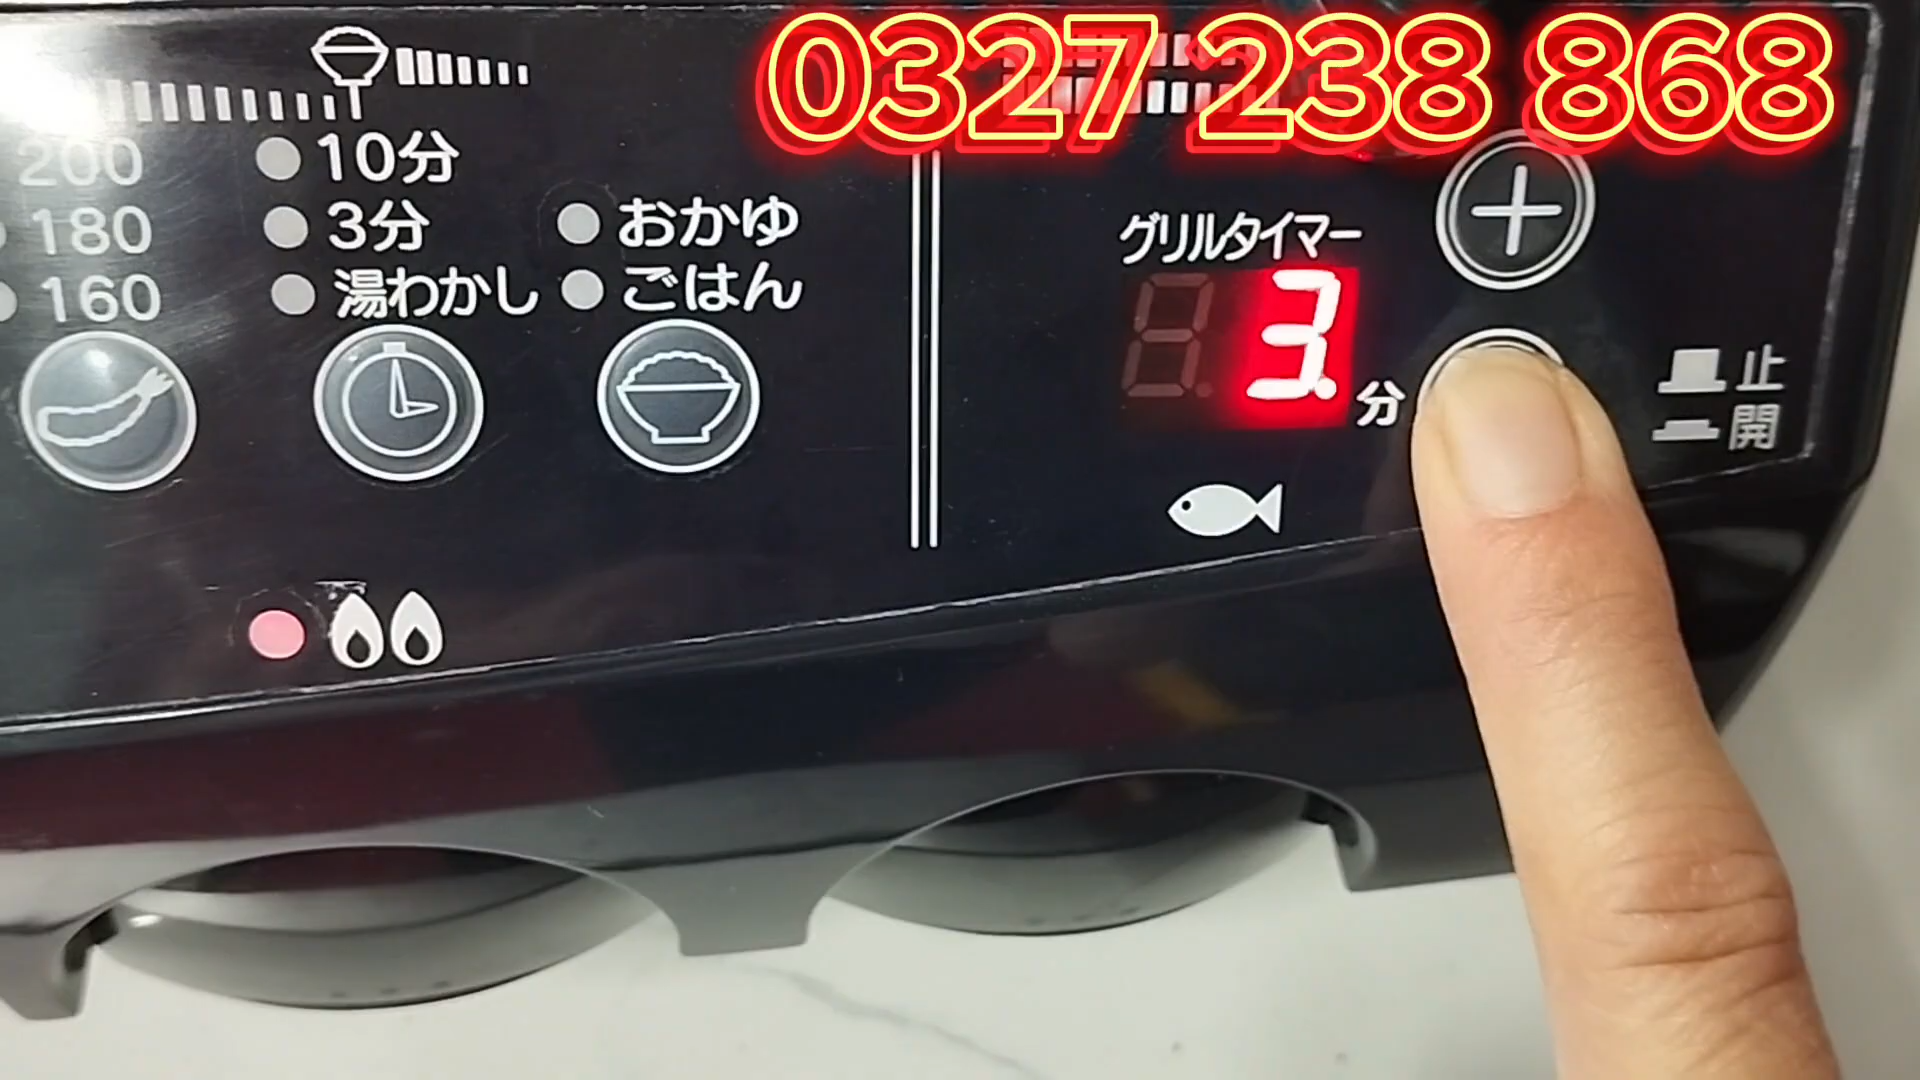 0327 238 868
200
10分
180
3分
おかゆ
160
湯わかし
ごはん
グリルタイマー
3.
分
止
開